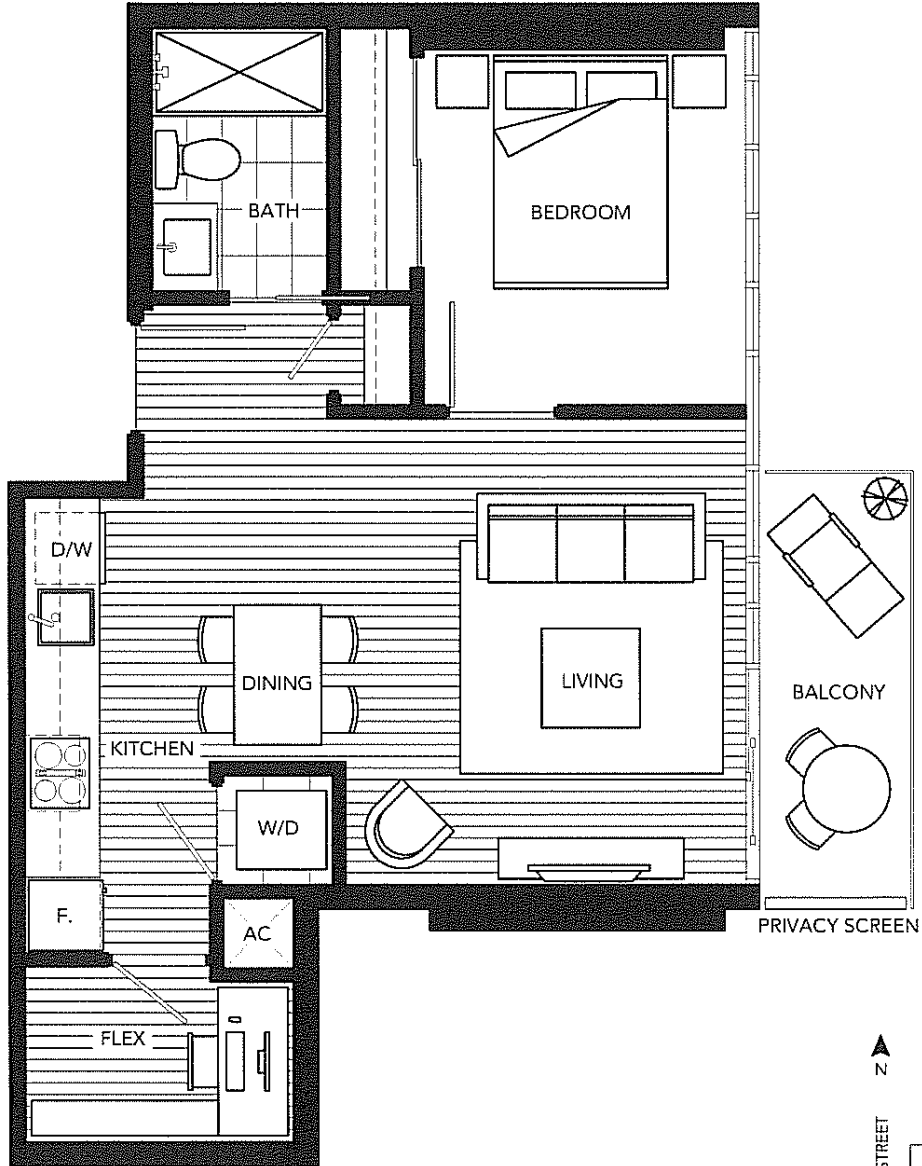 BATH
BEDROOM
D/W
DINING
LIVING
BALCONY
KITCHEN
W/D
F.
AC
PRIVACY SCREEN
FLEX
N
STREET